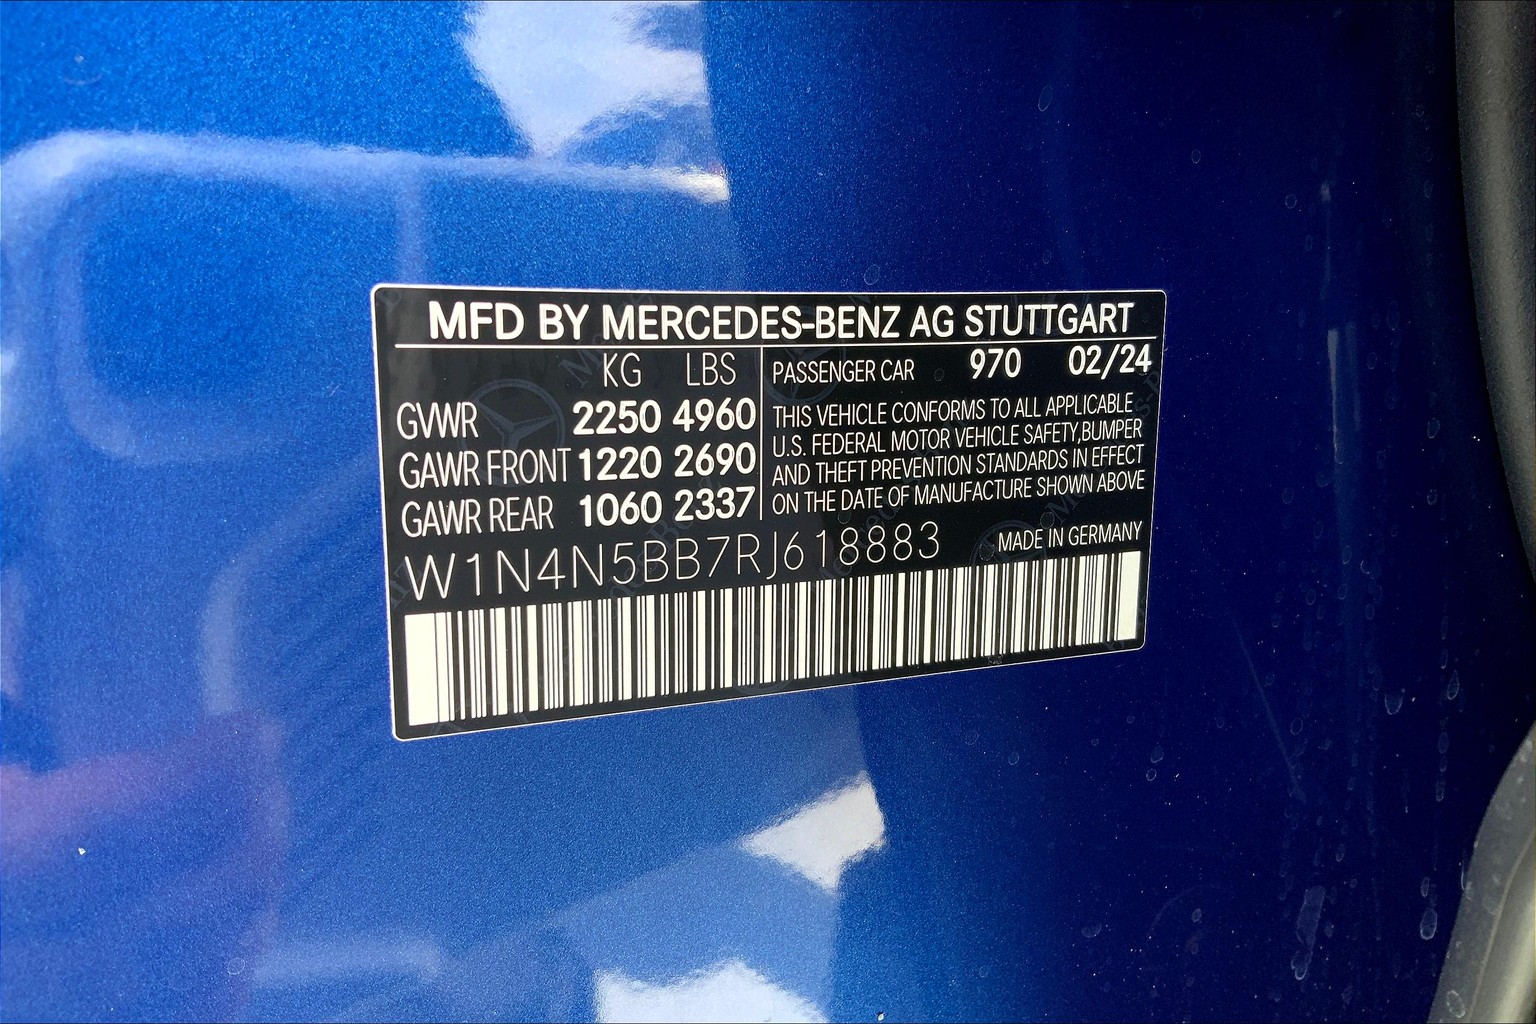 MFD BY MERCEDES-BENZ AG STUTTGART
KG LBS
GVWR 2250 4960
GAWR FRONT 1220 2690
GAWR REAR 1060 2337
PASSENGER CAR 970 02/24
THIS VEHICLE CONFORMS TO ALL APPLICABLE
U.S. FEDERAL MOTOR VEHICLE SAFETY,BUMPER
AND THEFT PREVENTION STANDARDS IN EFFECT
ON THE DATE OF MANUFACTURE SHOWN ABOVE
W1N4N5BB7RJ618883
MADE IN GERMANY